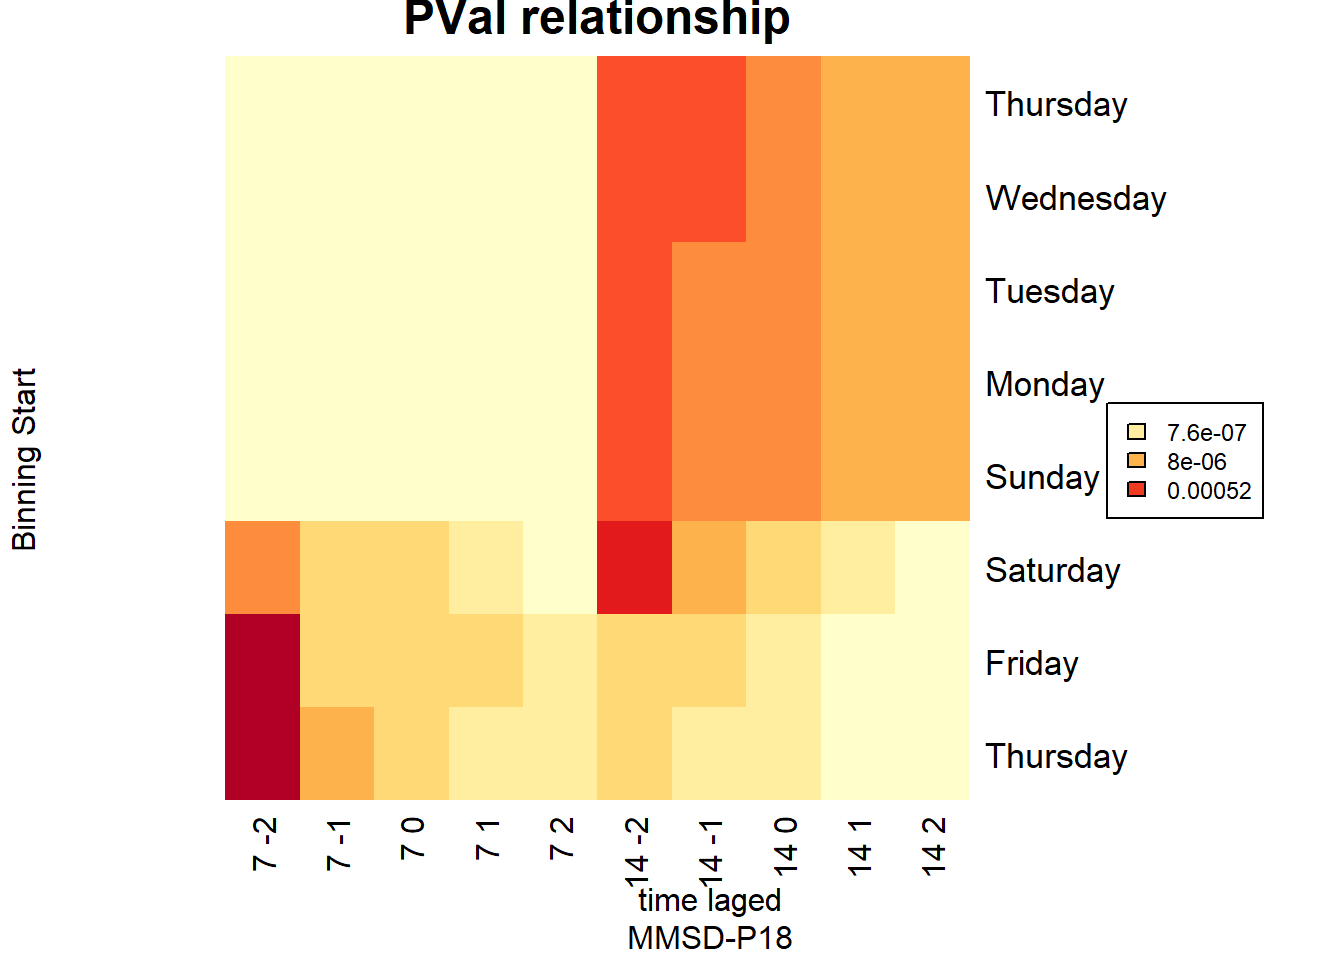 PVal relationship
Thursday
Wednesday
Tuesday
Monday
Sunday
Saturday
Friday
Thursday
Binning Start
7.6e-07
8e-06
0.00052
7 -2
7 -1
7 0
7 1
7 2
14 -2
14 -1
14 0
14 1
14 2
time laged
MMSD-P18